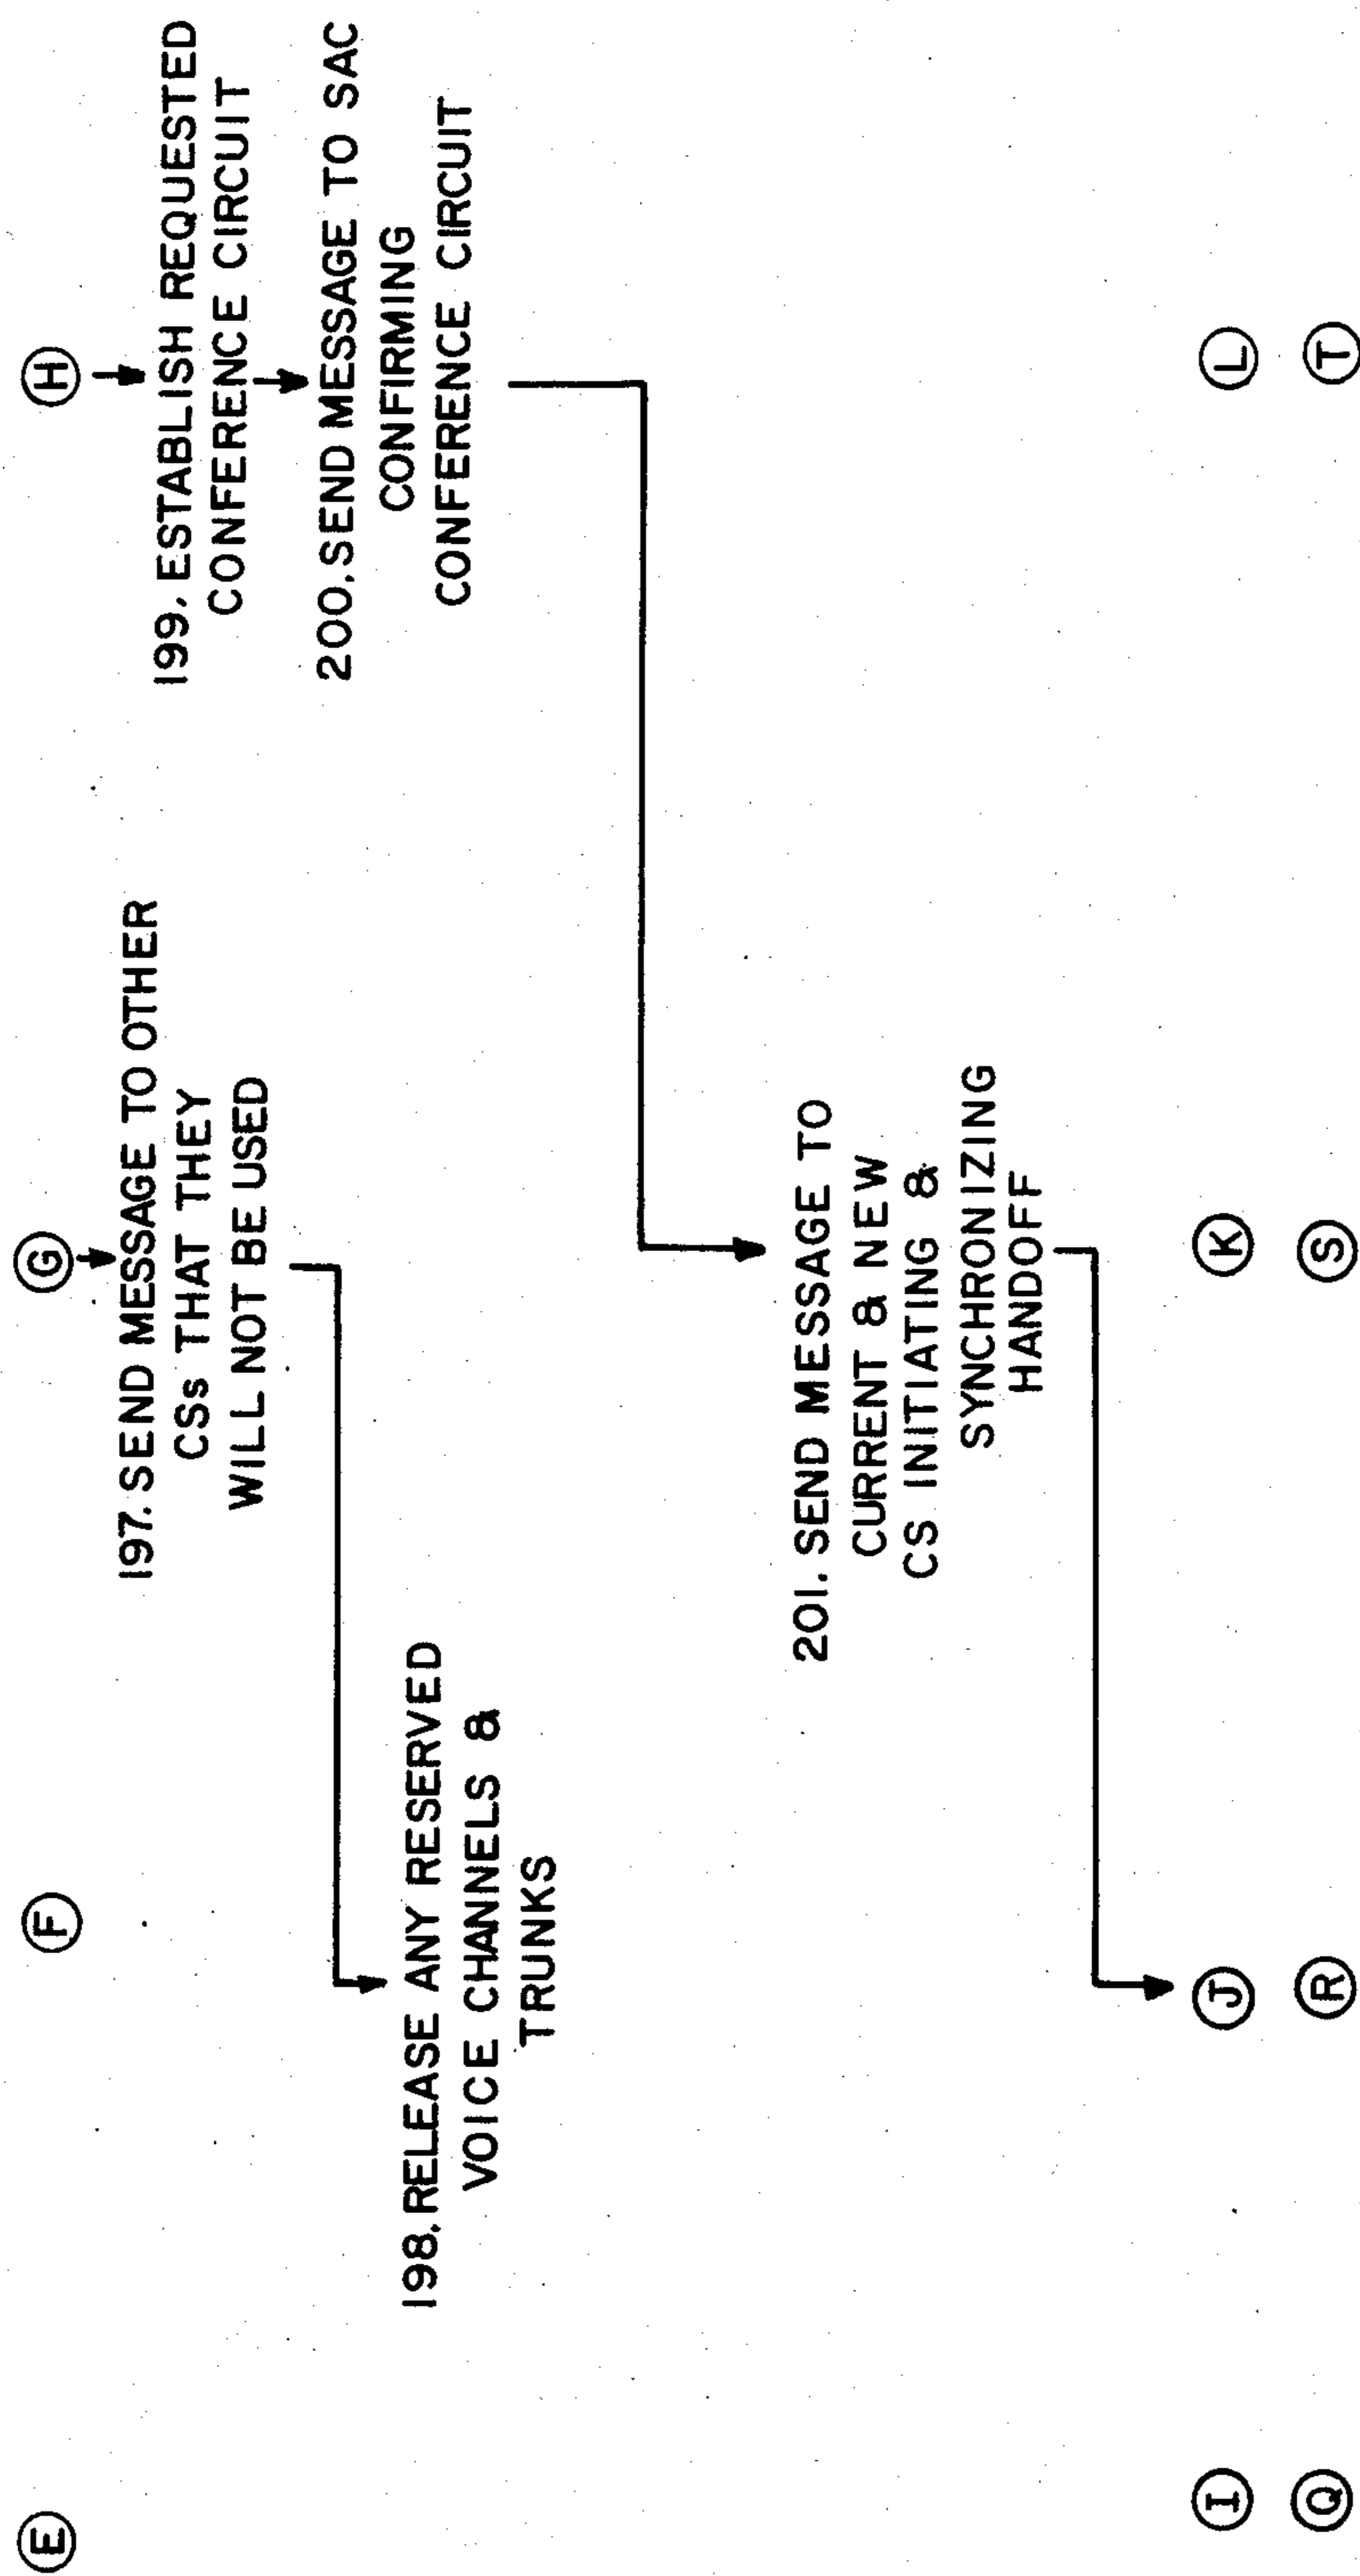 E
F
G
H
197. SEND MESSAGE TO OTHER
CSs THAT THEY
WILL NOT BE USED
199. ESTABLISH REQUESTED
CONFERENCE CIRCUIT
200. SEND MESSAGE TO SAC
CONFIRMING
CONFERENCE CIRCUIT
198. RELEASE ANY RESERVED
VOICE CHANNELS &
TRUNKS
201. SEND MESSAGE TO
CURRENT & NEW
CS INITIATING &
SYNCHRONIZING
HANDOFF
I
J
K
L
Q
R
S
T